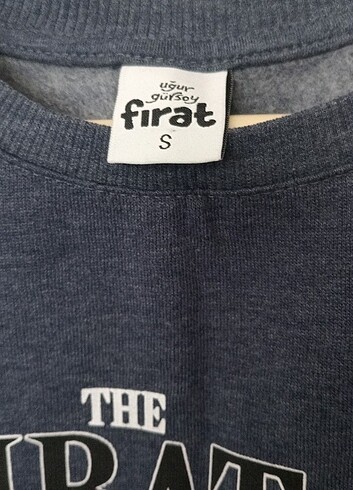 uğur
gürsoy
fırat
S
THE